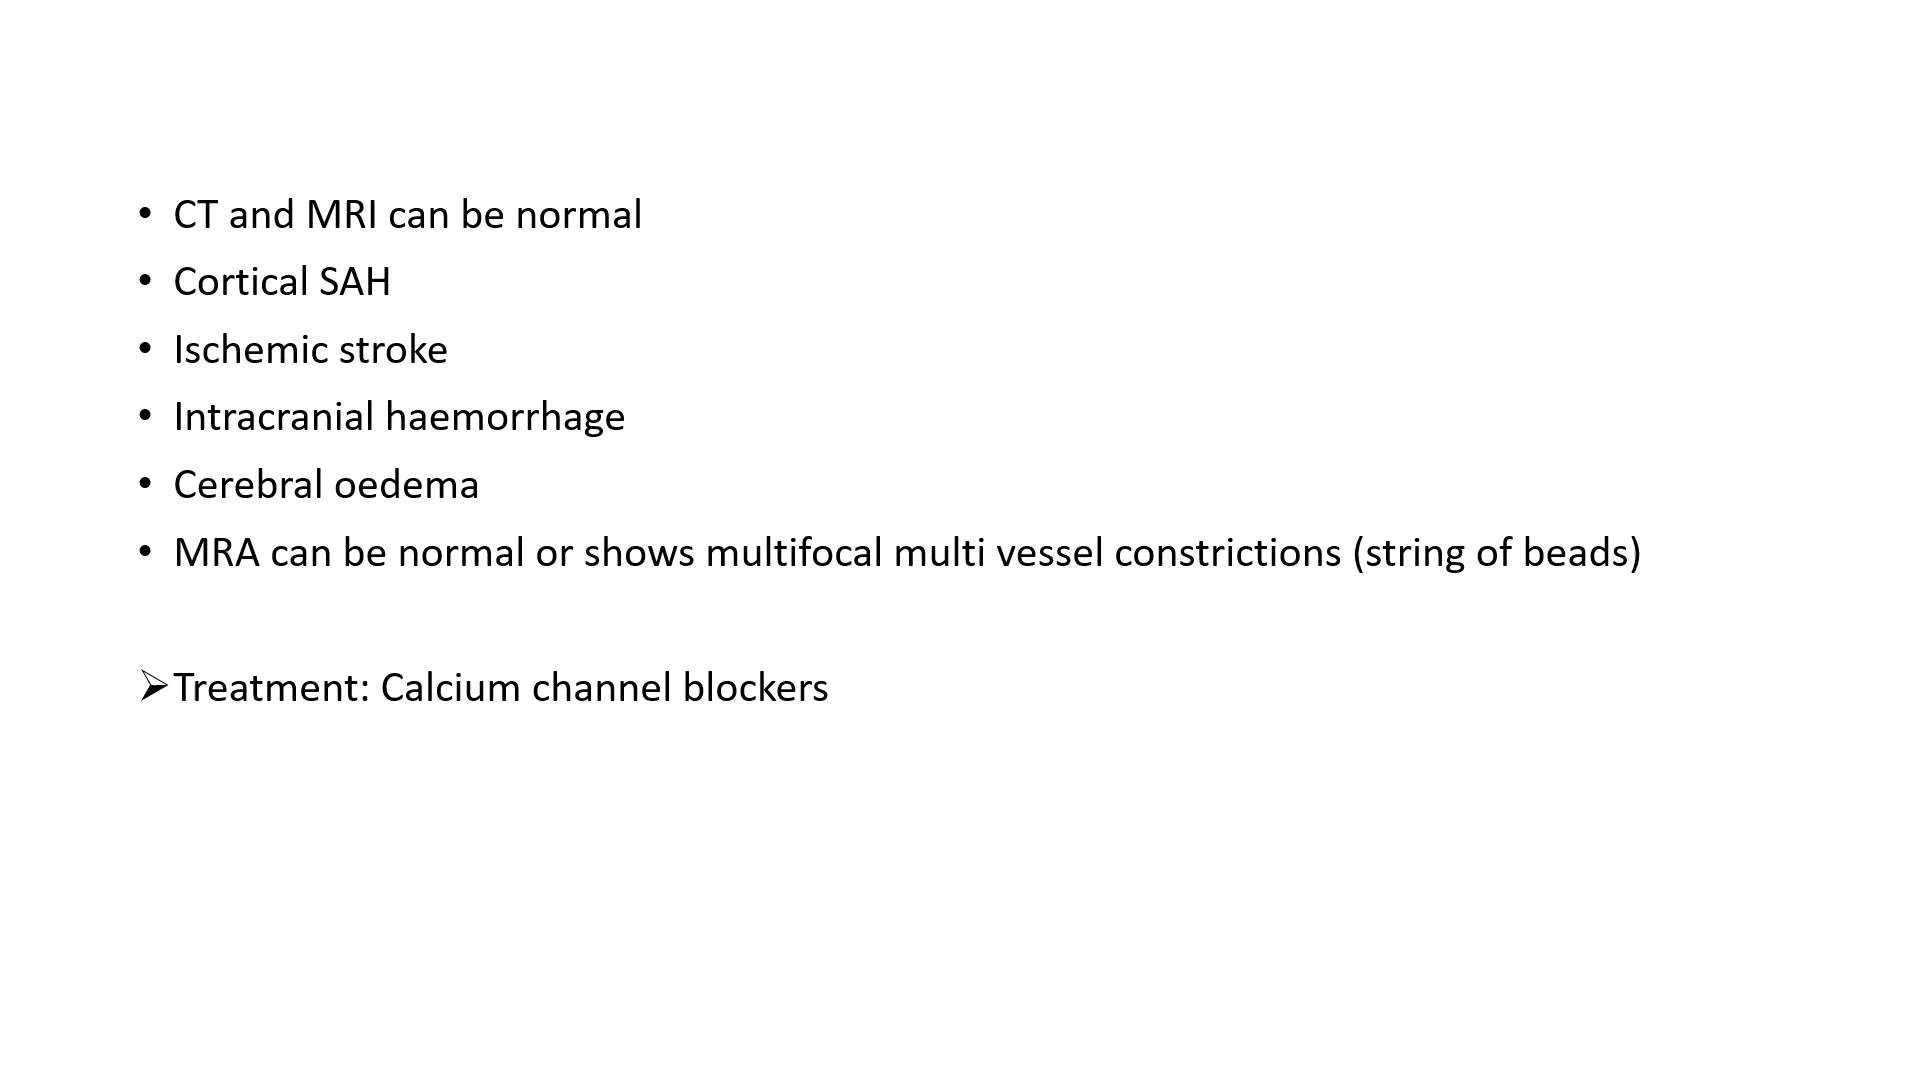 • CT and MRI can be normal
• Cortical SAH
• Ischemic stroke
• Intracranial haemorrhage
• Cerebral oedema
• MRA can be normal or shows multifocal multi vessel constrictions (string of beads)
➢Treatment: Calcium channel blockers